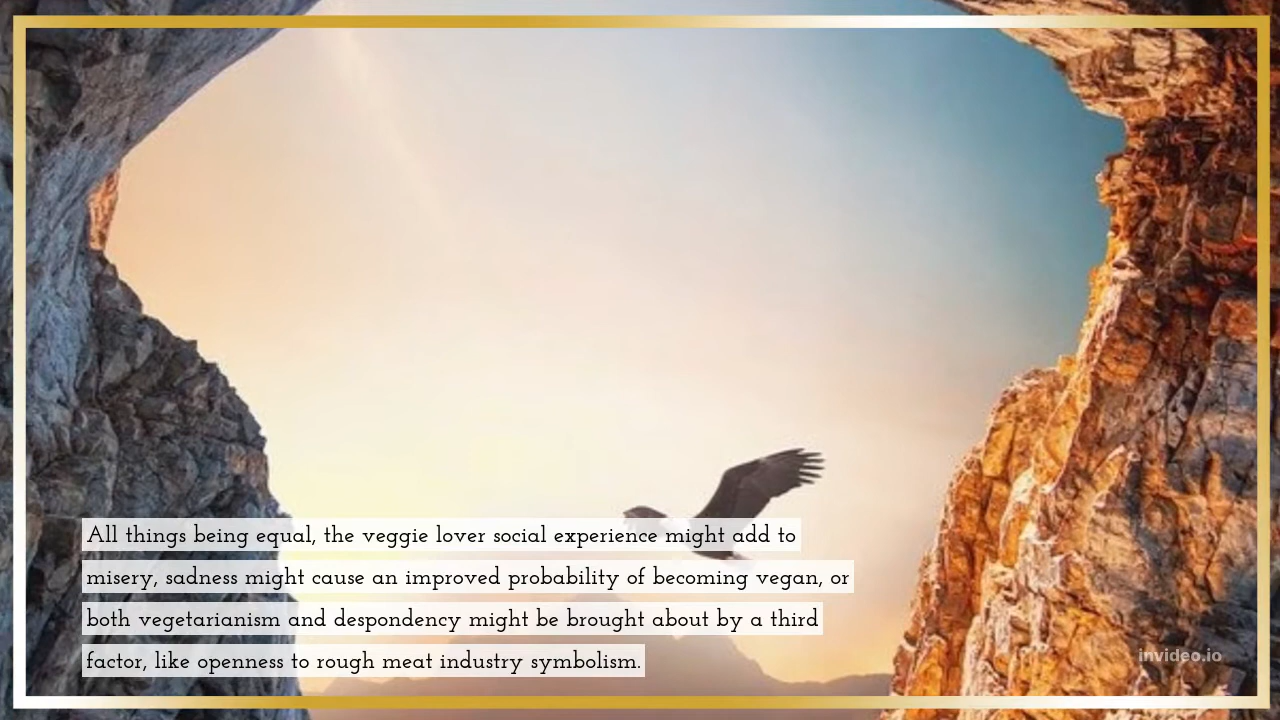 All things being equal, the veggie lover social experience might add to
misery, sadness might cause an improved probability of becoming vegan, or
both vegetarianism and despondency might be brought about by a third
factor, like openness to rough meat industry symbolism.
invideo.io